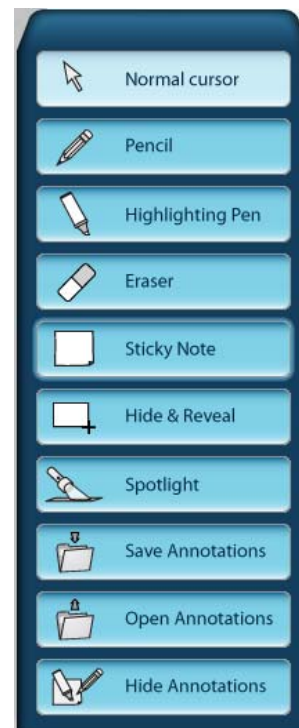 Normal cursor
Pencil
Highlighting Pen
Eraser
Sticky Note
Hide & Reveal
Spotlight
Save Annotations
Open Annotations
Hide Annotations